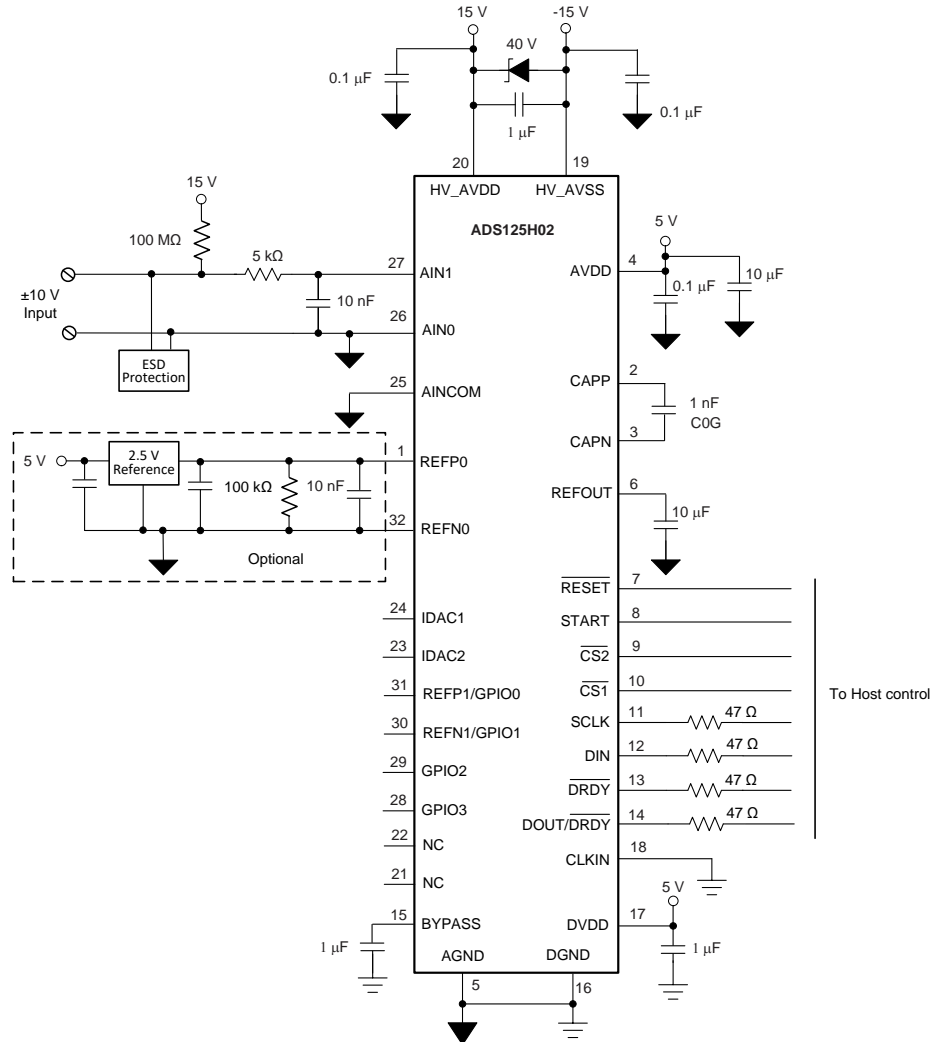 15 V
-15 V
40 V
0.1 µF
1 µF
0.1 µF
20
19
HV_AVDD
HV_AVSS
ADS125H02
15 V
100 MΩ
5 kΩ
27
AIN1
±10 V
Input
10 nF
26
AIN0
ESD
Protection
25
AINCOM
5 V
4
AVDD
0.1 µF
10 µF
2
CAPP
1 nF
C0G
3
CAPN
5 V
2.5 V
Reference
100 kΩ
10 nF
1
REFP0
32
REFN0
Optional
6
REFOUT
10 µF
24
IDAC1
23
IDAC2
31
REFP1/GPIO0
30
REFN1/GPIO1
29
GPIO2
28
GPIO3
22
NC
21
NC
15
BYPASS
1 µF
RESET
7
START
8
CS2
9
CS1
10
SCLK
11
47 Ω
DIN
12
47 Ω
DRDY
13
47 Ω
DOUT/DRDY
14
47 Ω
To Host control
CLKIN
18
5 V
DVDD
17
1 µF
AGND
DGND
5
16